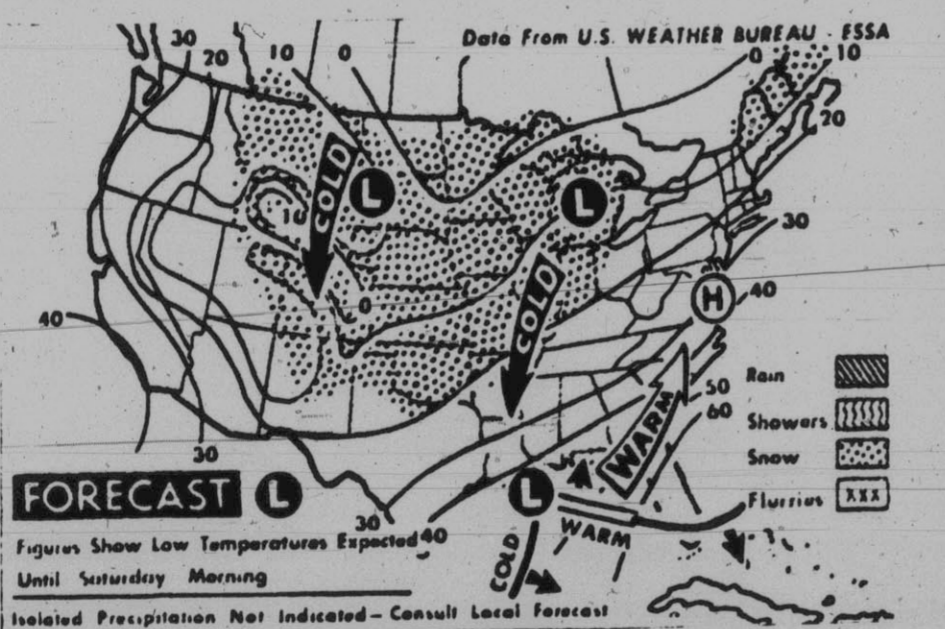 Data From U.S. WEATHER BUREAU - ESSA
30
20
10
0
0
10
20
COLD
L
L
10
30
COLD
0
H
40
40
50
Rain
60
WARM
Showers
30
Snow
FORECAST
L
L
Flurries
30
40
WARM
Figures Show Low Temperatures Expected
COLD
Until Saturday Morning
Isolated Precipitation Not Indicated - Consult Local Forecast